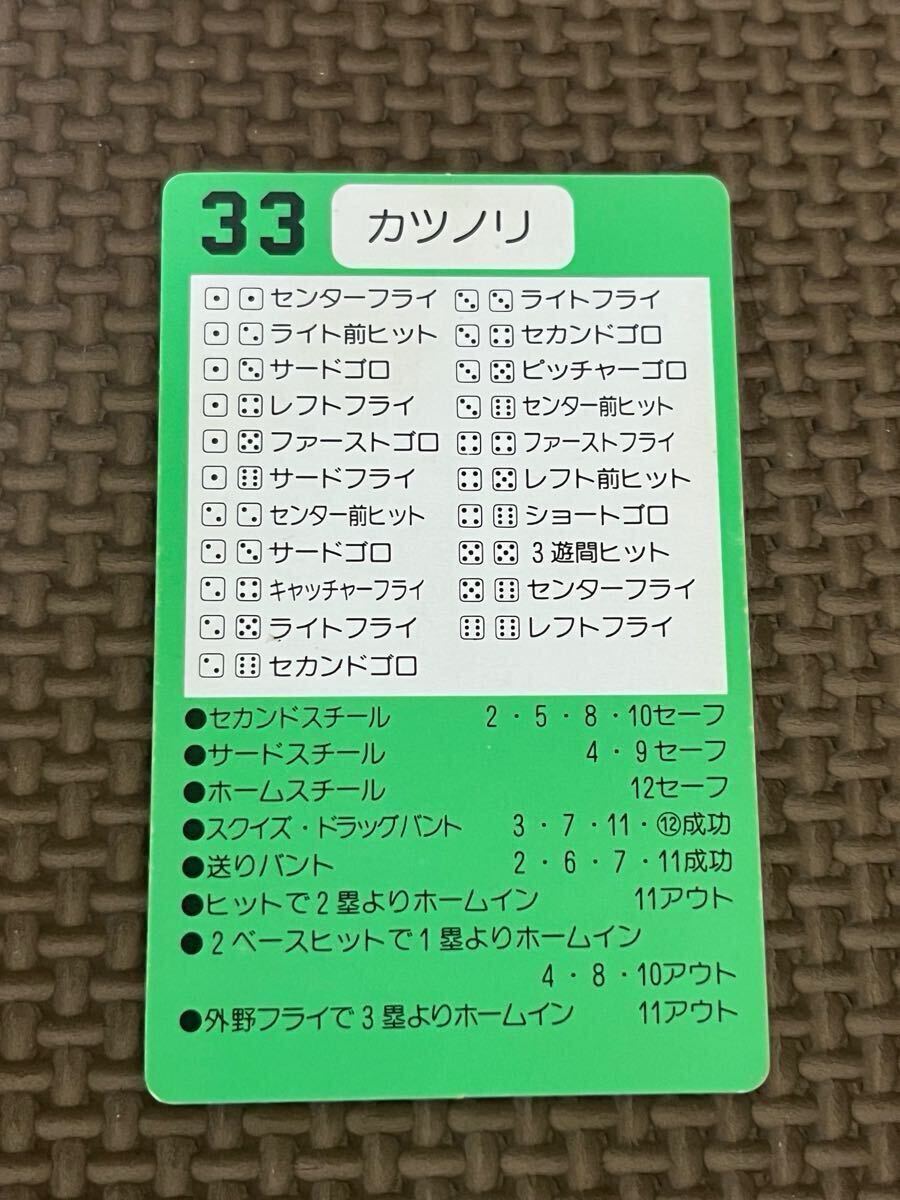 33 カツノリ
⚀ ⚀ センターフライ
⚀ ⚁ ライト前ヒット
⚀ ⚂ サードゴロ
⚀ ⚃ レフトフライ
⚀ ⚄ ファーストゴロ
⚀ ⚅ サードフライ
⚁ ⚁ センター前ヒット
⚁ ⚂ サードゴロ
⚁ ⚃ キャッチャーフライ
⚁ ⚄ ライトフライ
⚁ ⚅ セカンドゴロ
⚂ ⚂ ライトフライ
⚂ ⚃ セカンドゴロ
⚂ ⚄ ピッチャーゴロ
⚂ ⚅ センター前ヒット
⚃ ⚃ ファーストフライ
⚃ ⚄ レフト前ヒット
⚃ ⚅ ショートゴロ
⚄ ⚄ 3遊間ヒット
⚄ ⚅ センターフライ
⚅ ⚅ レフトフライ
●セカンドスチール 2・5・8・10セーフ
●サードスチール 4・9セーフ
●ホームスチール 12セーフ
●スクイズ・ドラッグバント 3・7・11・⑫成功
●送りバント 2・6・7・11成功
●ヒットで2塁よりホームイン 11アウト
●2ベースヒットで1塁よりホームイン
4・8・10アウト
●外野フライで3塁よりホームイン 11アウト